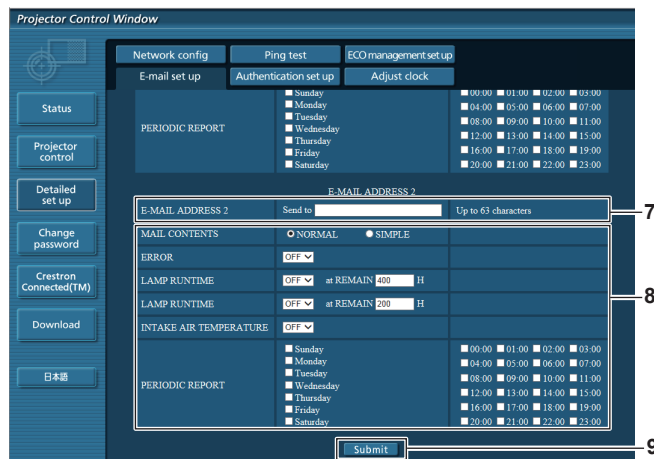 Projector Control Window
Network config Ping test ECO management set up
E-mail set up Authentication set up Adjust clock
Status
Projector control
Detailed set up
Change password
Crestron Connected(TM)
Download
日本語
PERIODIC REPORT
Sunday
Monday
Tuesday
Wednesday
Thursday
Friday
Saturday
00:00 01:00 02:00 03:00
04:00 05:00 06:00 07:00
08:00 09:00 10:00 11:00
12:00 13:00 14:00 15:00
16:00 17:00 18:00 19:00
20:00 21:00 22:00 23:00
E-MAIL ADDRESS 2
E-MAIL ADDRESS 2 Send to Up to 63 characters
7
MAIL CONTENTS NORMAL SIMPLE
ERROR OFF
LAMP RUNTIME OFF at REMAIN 400 H
8
LAMP RUNTIME OFF at REMAIN 200 H
INTAKE AIR TEMPERATURE OFF
PERIODIC REPORT
Sunday
Monday
Tuesday
Wednesday
Thursday
Friday
Saturday
00:00 01:00 02:00 03:00
04:00 05:00 06:00 07:00
08:00 09:00 10:00 11:00
12:00 13:00 14:00 15:00
16:00 17:00 18:00 19:00
20:00 21:00 22:00 23:00
Submit
9